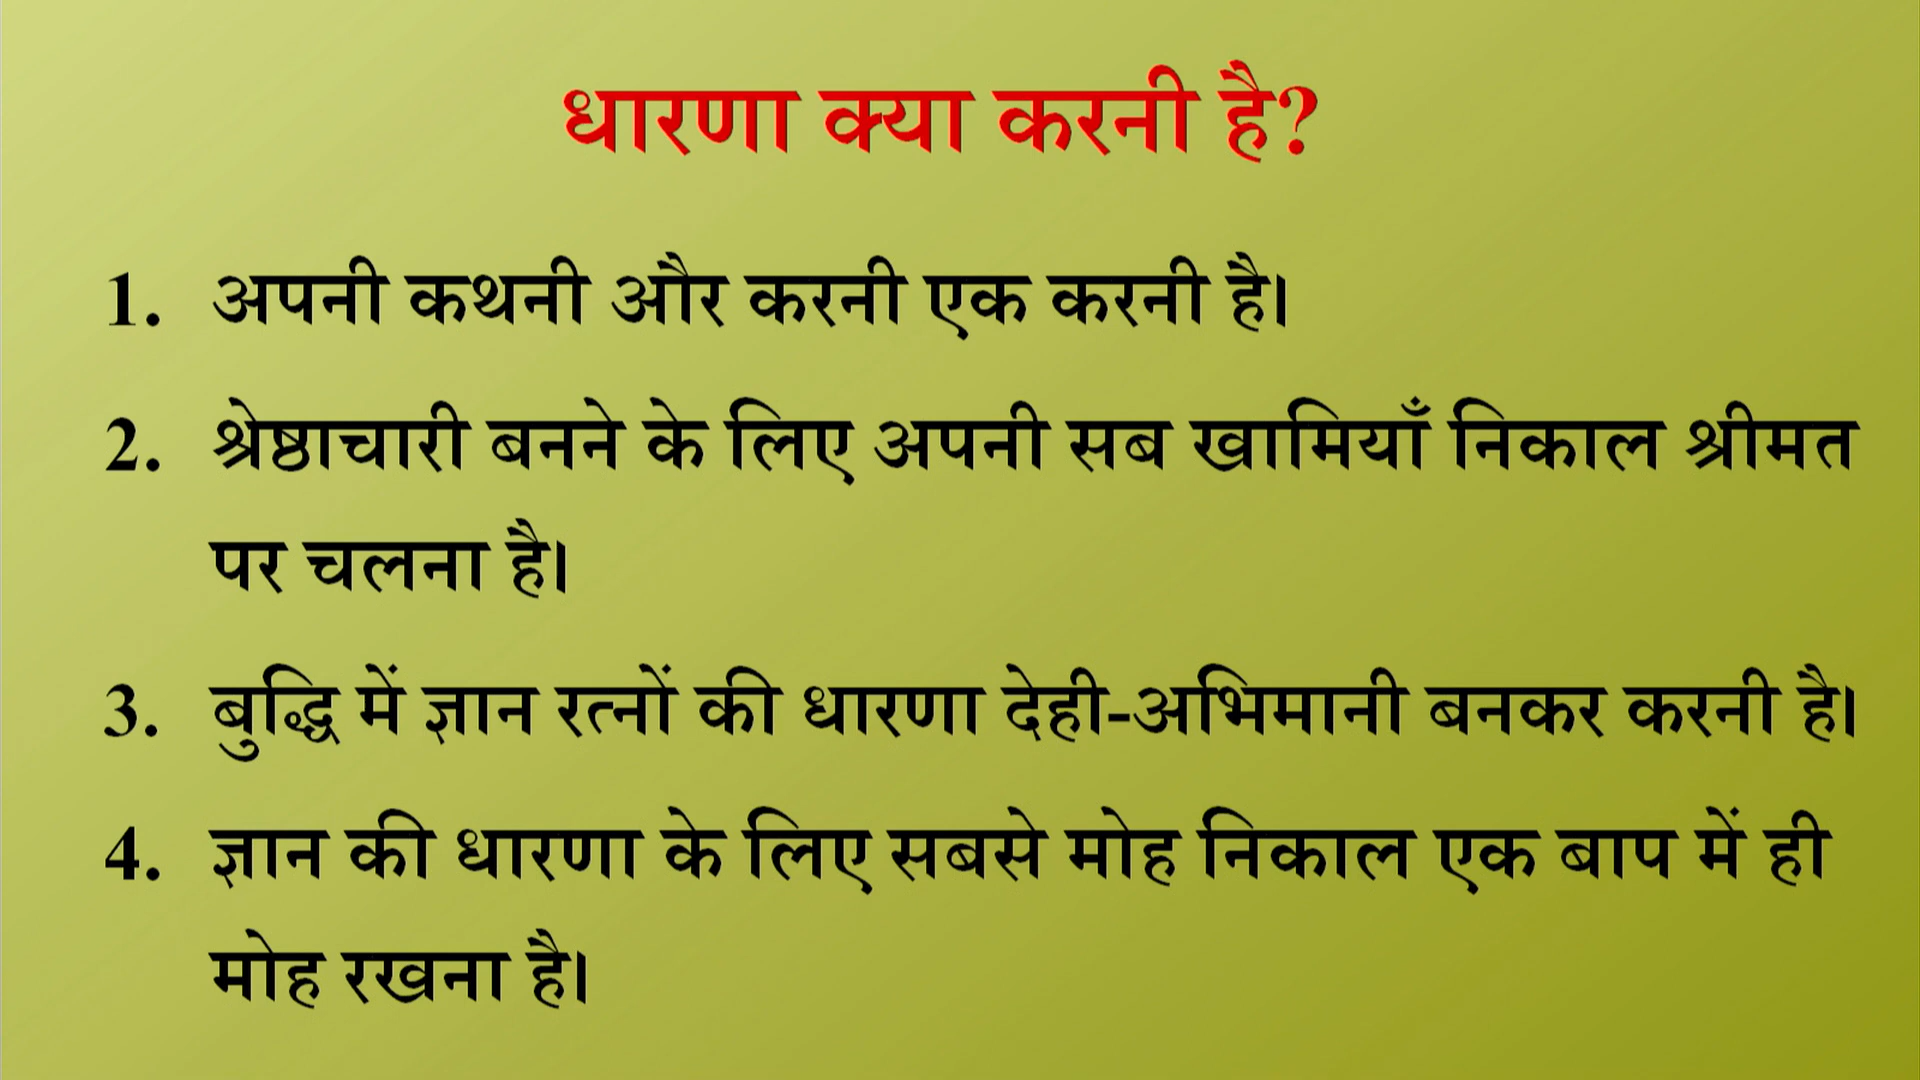 धारणा क्या करनी है?
1. अपनी कथनी और करनी एक करनी है।
2. श्रेष्ठाचारी बनने के लिए अपनी सब खामियाँ निकाल श्रीमत
पर चलना है।
3. बुद्धि में ज्ञान रत्नों की धारणा देही-अभिमानी बनकर करनी है।
4. ज्ञान की धारणा के लिए सबसे मोह निकाल एक बाप में ही
मोह रखना है।